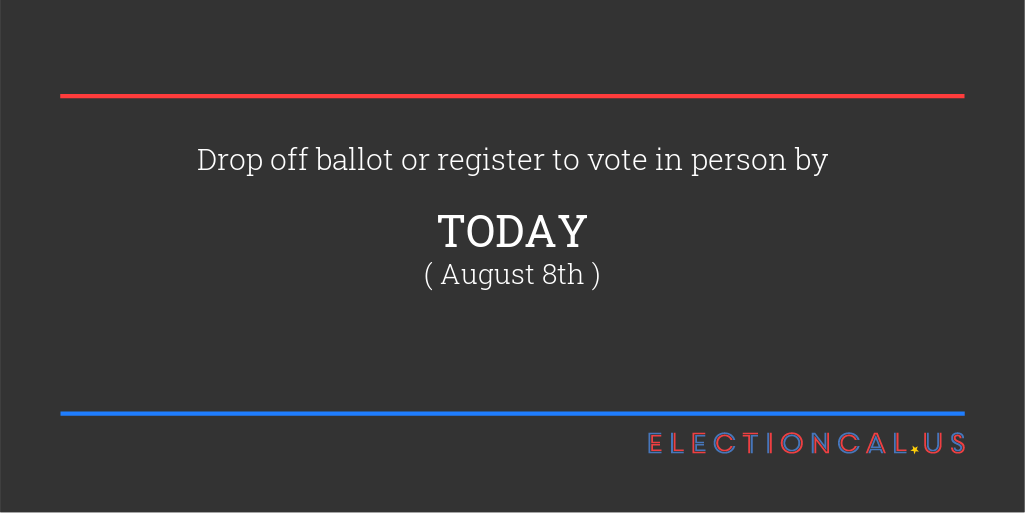 Drop off ballot or register to vote in person by
TODAY
( August 8th )
ELECTIONCAL.US